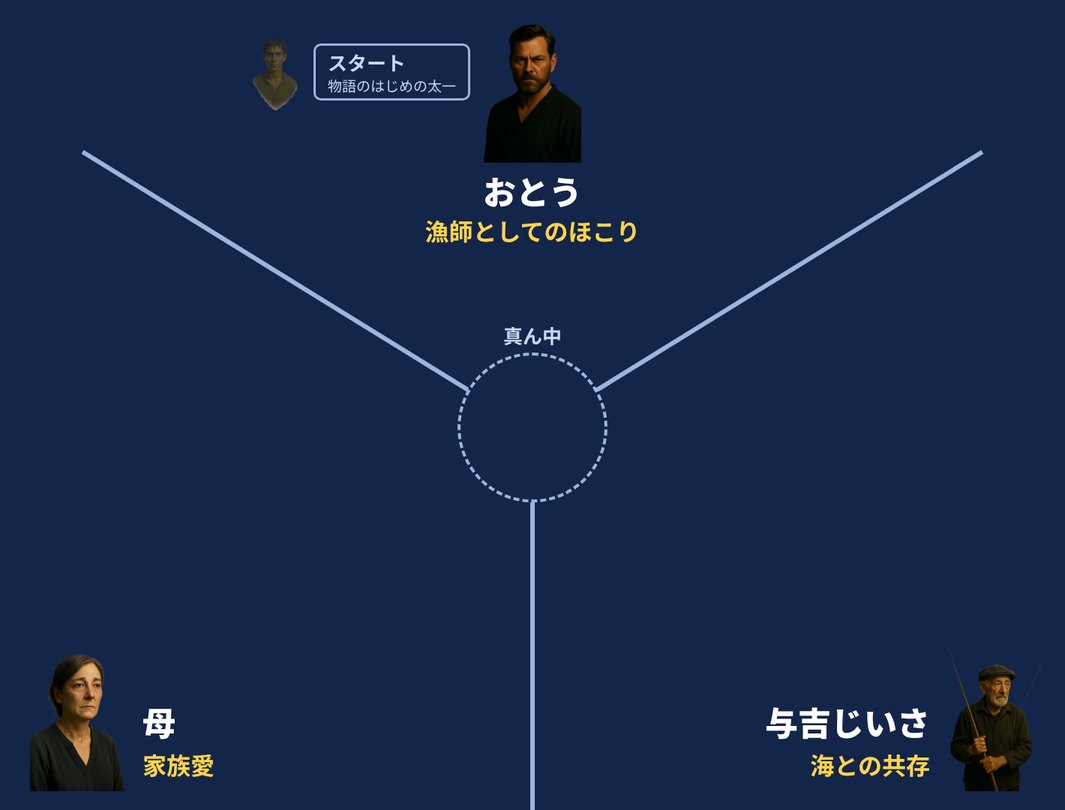 スタート
物語のはじめの太一
おとう
漁師としてのほこり
真ん中
母
家族愛
与吉じいさ
海との共存